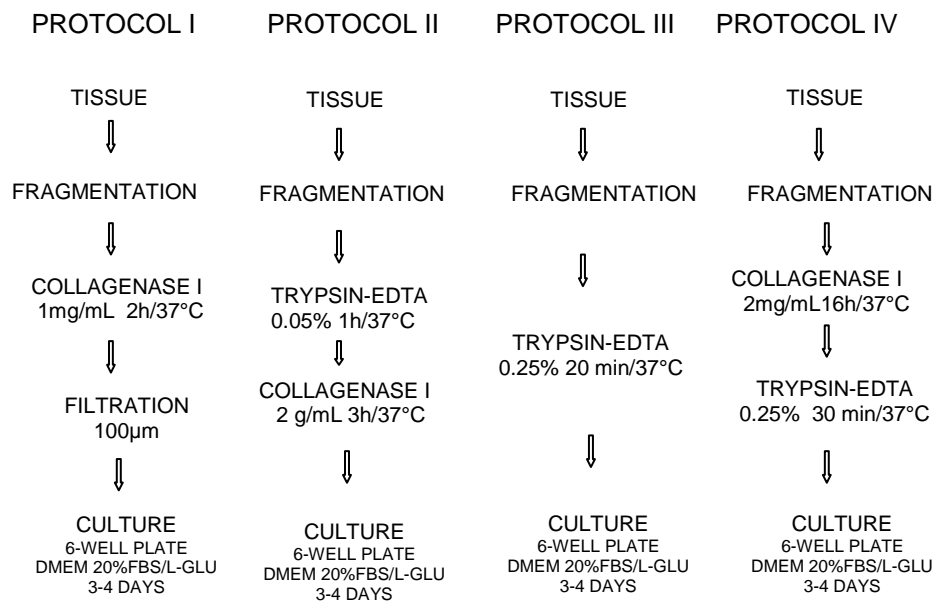 PROTOCOL I
TISSUE
FRAGMENTATION
COLLAGENASE I
1mg/mL 2h/37°C
FILTRATION
100µm
CULTURE
6-WELL PLATE
DMEM 20%FBS/L-GLU
3-4 DAYS
PROTOCOL II
TISSUE
FRAGMENTATION
TRYPSIN-EDTA
0.05% 1h/37°C
COLLAGENASE I
2 g/mL 3h/37°C
CULTURE
6-WELL PLATE
DMEM 20%FBS/L-GLU
3-4 DAYS
PROTOCOL III
TISSUE
FRAGMENTATION
TRYPSIN-EDTA
0.25% 20 min/37°C
CULTURE
6-WELL PLATE
DMEM 20%FBS/L-GLU
3-4 DAYS
PROTOCOL IV
TISSUE
FRAGMENTATION
COLLAGENASE I
2mg/mL16h/37°C
TRYPSIN-EDTA
0.25% 30 min/37°C
CULTURE
6-WELL PLATE
DMEM 20%FBS/L-GLU
3-4 DAYS